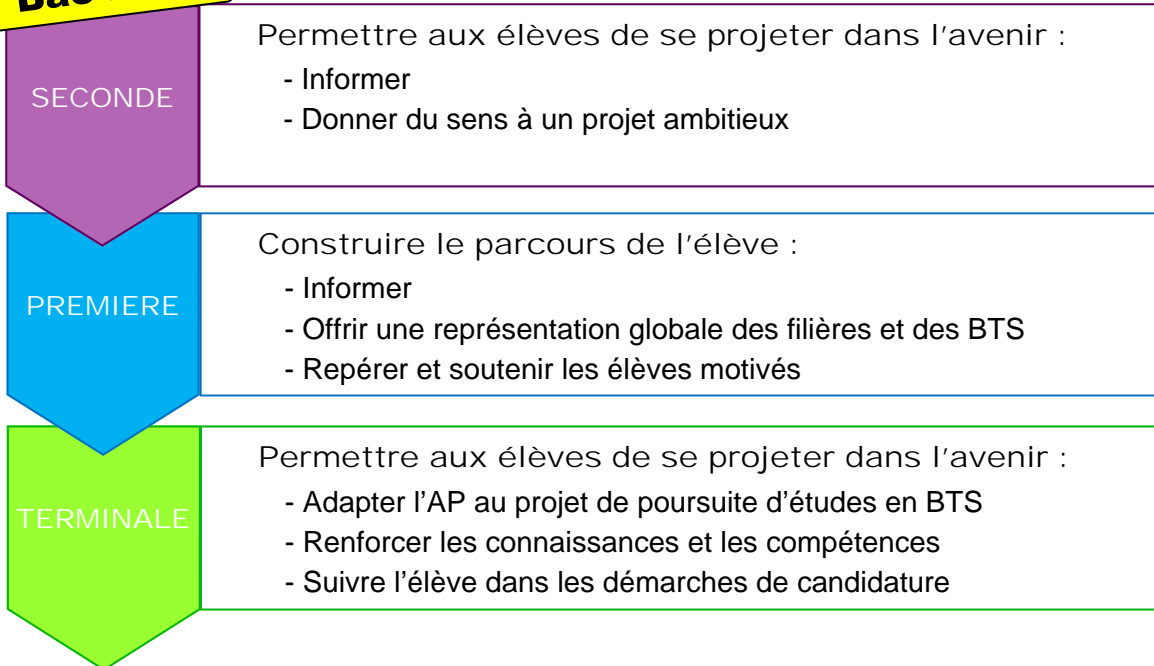 Bac
SECONDE
Permettre aux élèves de se projeter dans l'avenir :
- Informer
- Donner du sens à un projet ambitieux
PREMIERE
Construire le parcours de l'élève :
- Informer
- Offrir une représentation globale des filières et des BTS
- Repérer et soutenir les élèves motivés
TERMINALE
Permettre aux élèves de se projeter dans l'avenir :
- Adapter l'AP au projet de poursuite d'études en BTS
- Renforcer les connaissances et les compétences
- Suivre l'élève dans les démarches de candidature